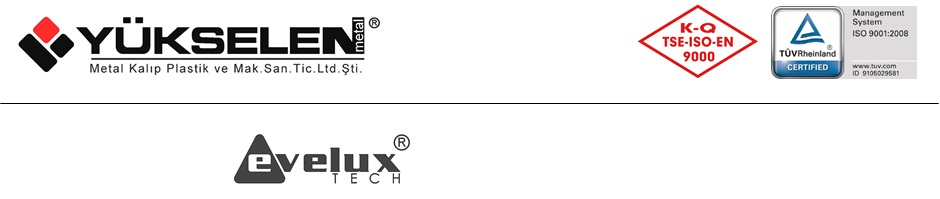 YÜKSELEN metal ®
Metal Kalıp Plastik ve Mak.San.Tic.Ltd.Şti.
K-Q
TSE-ISO-EN
9000
TÜVRheinland
CERTIFIED
Management
System
ISO 9001:2008
www.tuv.com
ID 9105029581
evelux ®
TECH